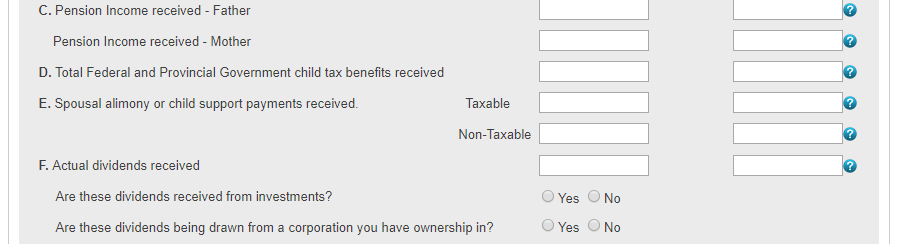 C. Pension Income received - Father
Pension Income received - Mother
D. Total Federal and Provincial Government child tax benefits received
E. Spousal alimony or child support payments received. Taxable
Non-Taxable
F. Actual dividends received
Are these dividends received from investments? Yes No
Are these dividends being drawn from a corporation you have ownership in? Yes No